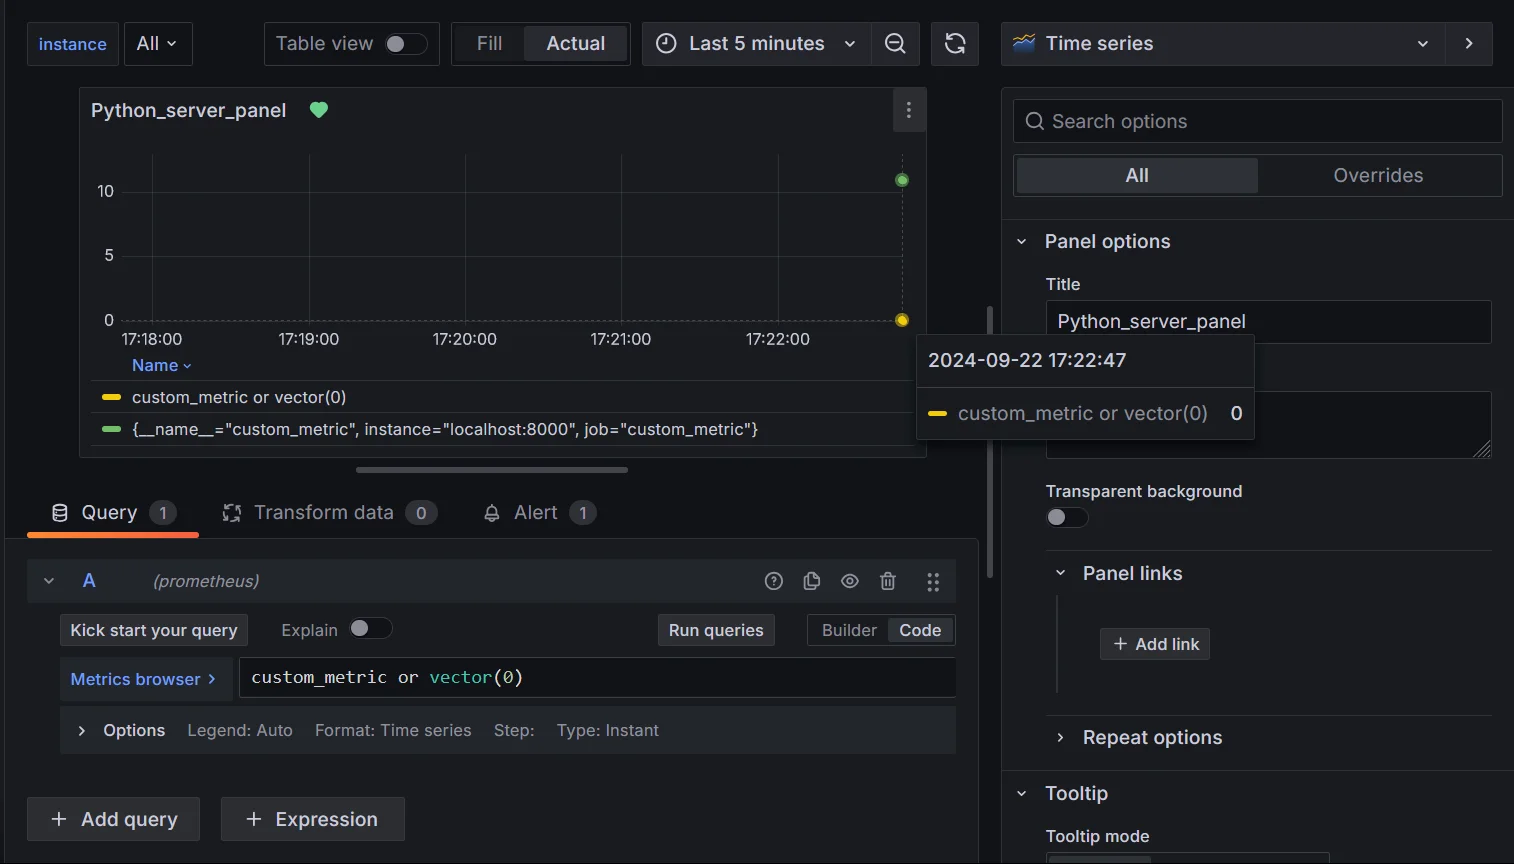 instance All Table view Fill Actual Last 5 minutes Time series
Python_server_panel
10
5
0
17:18:00 17:19:00 17:20:00 17:21:00 17:22:00
Name
custom_metric or vector(0)
{__name__="custom_metric", instance="localhost:8000", job="custom_metric"}
2024-09-22 17:22:47
custom_metric or vector(0) 0
Query 1 Transform data 0 Alert 1
A (prometheus)
Kick start your query Explain Run queries Builder Code
Metrics browser > custom_metric or vector(0)
> Options Legend: Auto Format: Time series Step: Type: Instant
+ Add query + Expression
Search options
All Overrides
Panel options
Title
Python_server_panel
Transparent background
Panel links
+ Add link
Repeat options
Tooltip
Tooltip mode